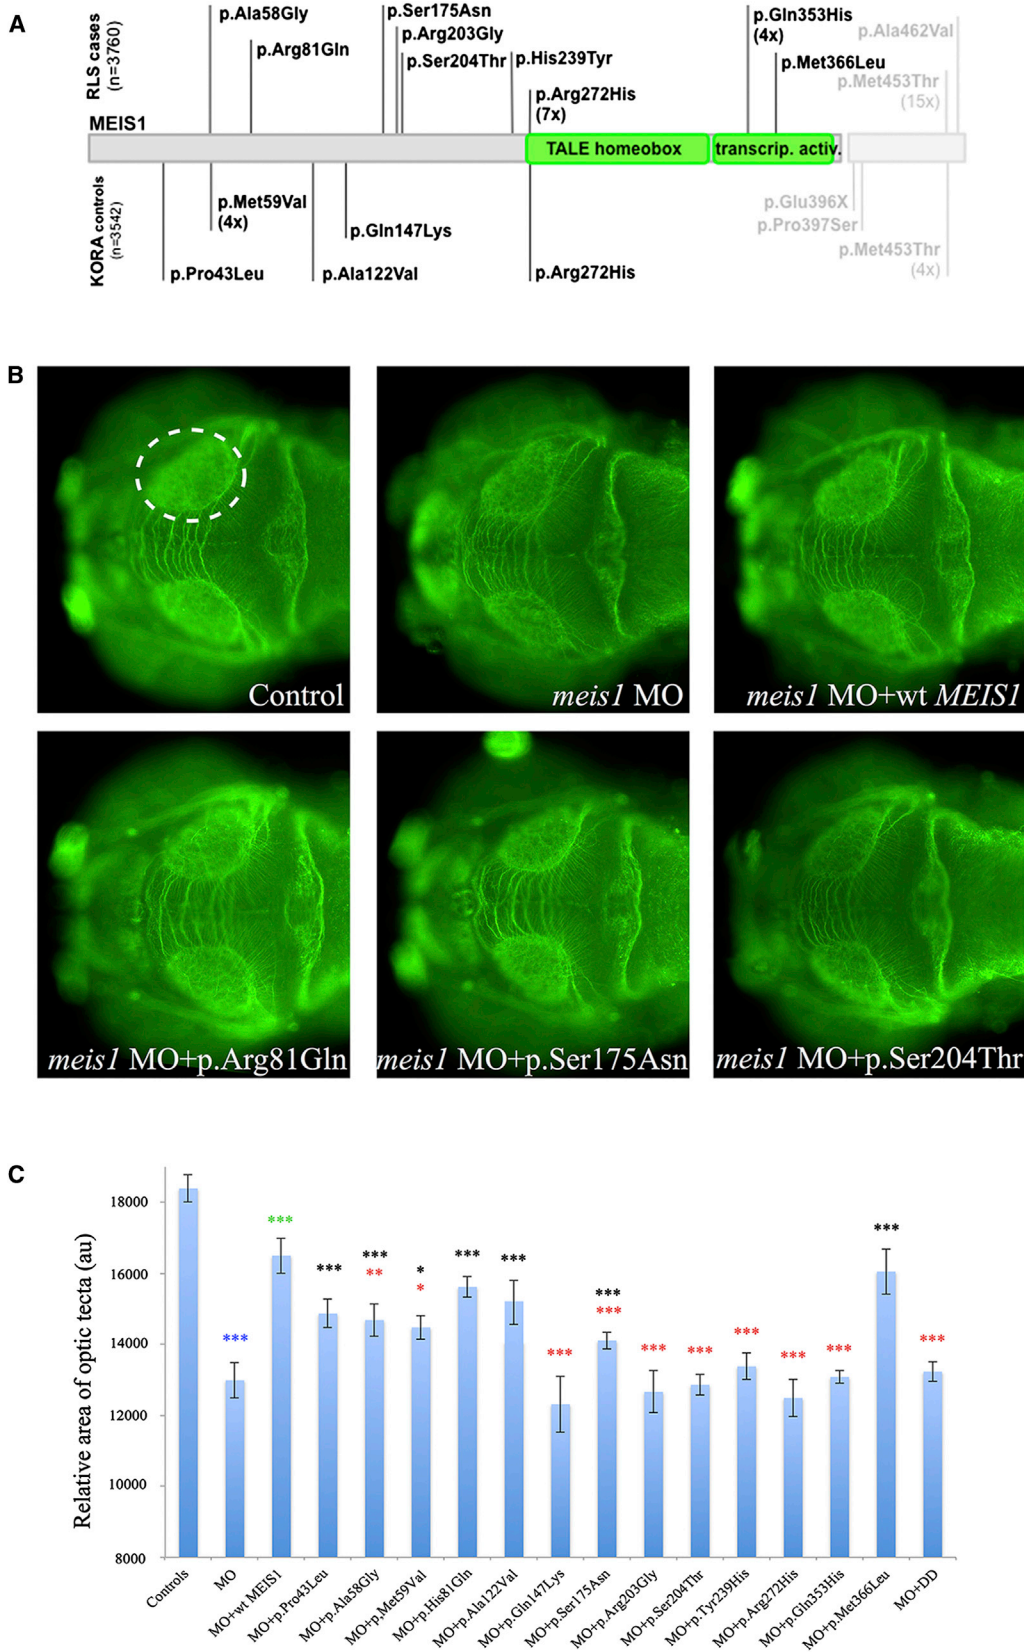 A
RLS cases
(n=3760)
p.Ala58Gly
p.Arg81Gln
p.Ser175Asn
p.Arg203Gly
p.Ser204Thr
p.His239Tyr
p.Arg272His
(7x)
p.Gln353His
(4x)
p.Met366Leu
p.Ala462Val
p.Met453Thr
(15x)
MEIS1
TALE homeobox
transcrip. activ.
KORA controls
(n=3542)
p.Pro43Leu
p.Met59Val
(4x)
p.Ala122Val
p.Gln147Lys
p.Arg272His
p.Glu396X
p.Pro397Ser
p.Met453Thr
(4x)
B
Control
meis1 MO
meis1 MO+wt MEIS1
meis1 MO+p.Arg81Gln
meis1 MO+p.Ser175Asn
meis1 MO+p.Ser204Thr
C
Relative area of optic tecta (au)
18000
16000
14000
12000
10000
8000
***
***
***
***
**
*
*
***
***
***
***
***
***
***
***
***
***
***
***
Controls
MO
MO+wt MEIS1
MO+p.Pro43Leu
MO+p.Ala58Gly
MO+p.Met59Val
MO+p.His81Gln
MO+p.Ala122Val
MO+p.Gln147Lys
MO+p.Ser175Asn
MO+p.Arg203Gly
MO+p.Ser204Thr
MO+p.Tyr239His
MO+p.Arg272His
MO+p.Gln353His
MO+p.Met366Leu
MO+DD